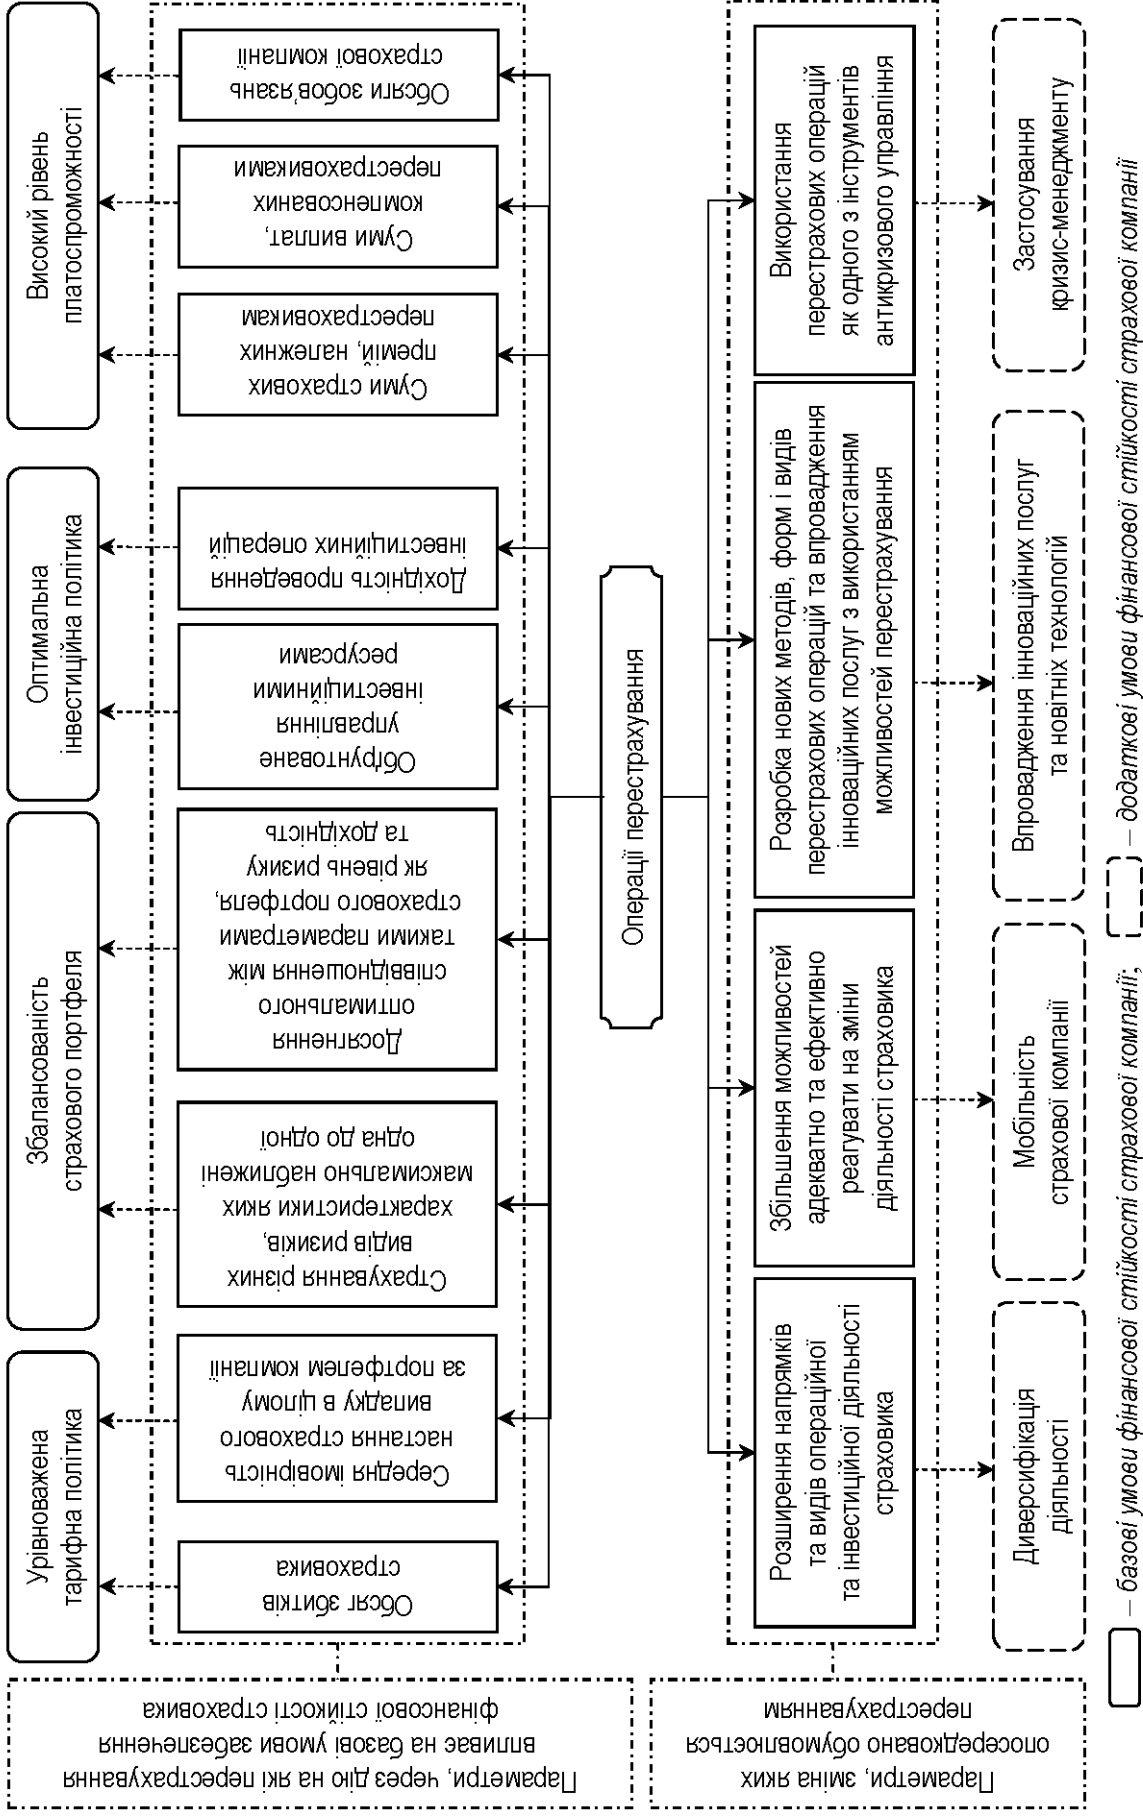 Урівноважена
тарифна політика
Збалансованість
страхового портфеля
Оптимальна
інвестиційна політика
Високий рівень
платоспроможності
Параметри, через дію на які перестрахування
впливає на базові умови забезпечення
фінансової стійкості страховика
Обсяг збитків
страховика
Середня імовірність
настання страхового
випадку в цілому
за портфелем компанії
Страхування різних
видів ризиків,
характеристики яких
максимально наближені
одна до одної
Досягнення
оптимального
співвідношення між
такими параметрами
страхового портфеля,
як рівень ризику
та дохідність
Обґрунтоване
управління
інвестиційними
ресурсами
Дохідність проведення
інвестиційних операцій
Суми страхових
премій, належних
перестраховикам
Суми виплат,
компенсованих
перестраховиками
Обсяги зобов'язань
страхової компанії
Операції перестрахування
Параметри, зміна яких
опосередковано обумовлюється
перестрахуванням
Розширення напрямків
та видів операційної
та інвестиційної діяльності
страховика
Збільшення можливостей
адекватно та ефективно
реагувати на зміни
діяльності страховика
Розробка нових методів, форм і видів
перестрахових операцій та впровадження
інноваційних послуг з використанням
можливостей перестрахування
Використання
перестрахових операцій
як одного з інструментів
антикризового управління
Диверсифікація
діяльності
Мобільність
страхової компанії
Впровадження інноваційних послуг
та новітніх технологій
Застосування
кризис-менеджменту
– базові умови фінансової стійкості страхової компанії;
– додаткові умови фінансової стійкості страхової компанії